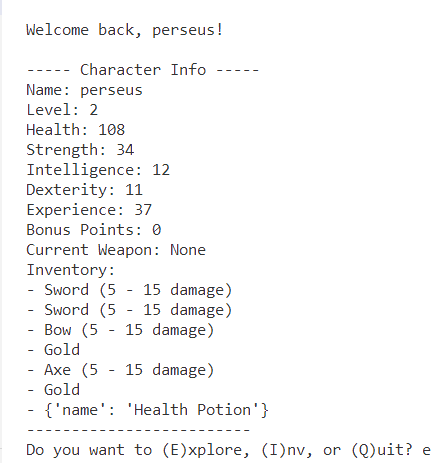 Welcome back, perseus!
----- Character Info -----
Name: perseus
Level: 2
Health: 108
Strength: 34
Intelligence: 12
Dexterity: 11
Experience: 37
Bonus Points: 0
Current Weapon: None
Inventory:
- Sword (5 - 15 damage)
- Sword (5 - 15 damage)
- Bow (5 - 15 damage)
- Gold
- Axe (5 - 15 damage)
- Gold
- {'name': 'Health Potion'}
-------------------------
Do you want to (E)xplore, (I)nv, or (Q)uit? e